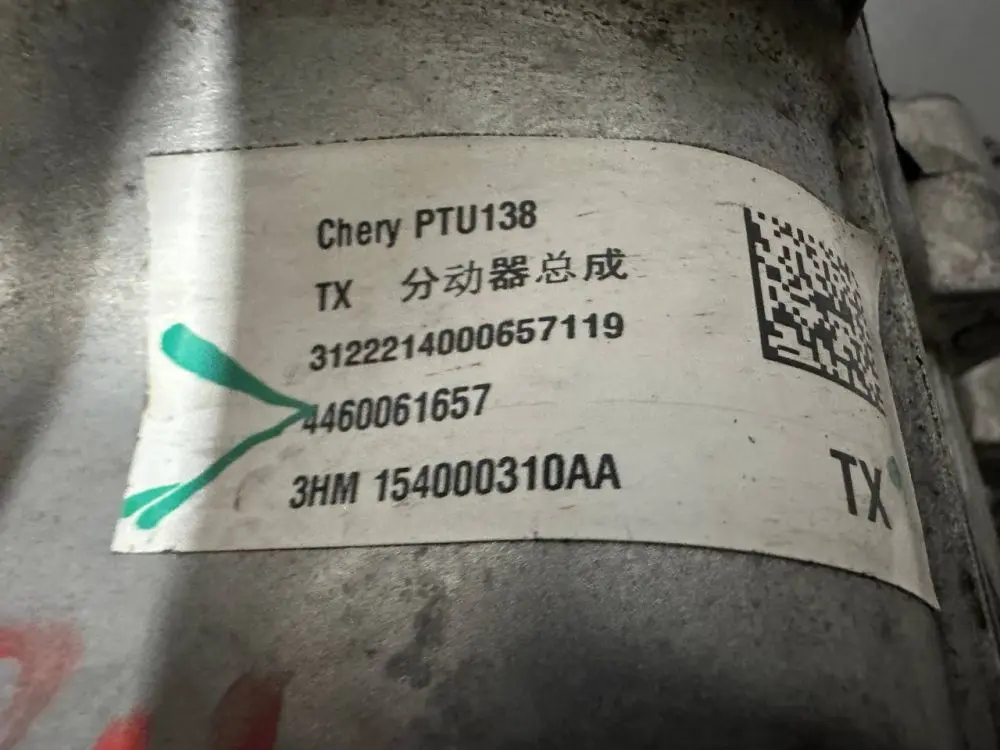 Chery PTU138
TX 分动器总成
3122214000657119
4460061657
3HM 154000310AA
TX